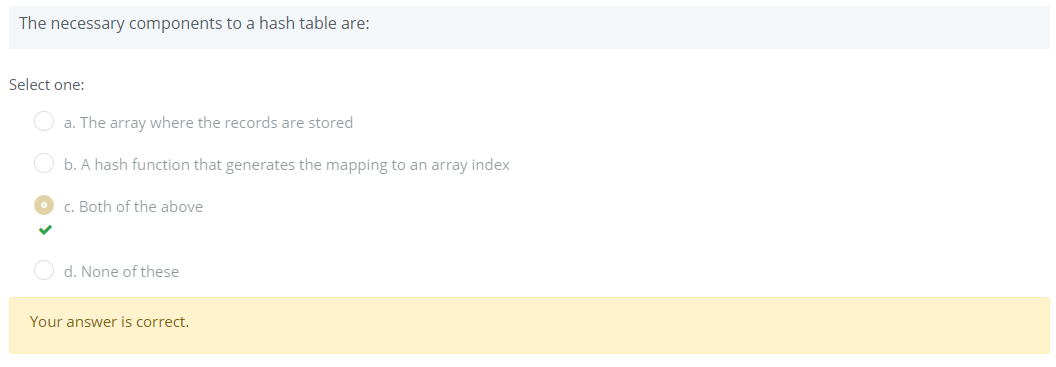 The necessary components to a hash table are:
Select one:
a. The array where the records are stored
b. A hash function that generates the mapping to an array index
c. Both of the above
d. None of these
Your answer is correct.